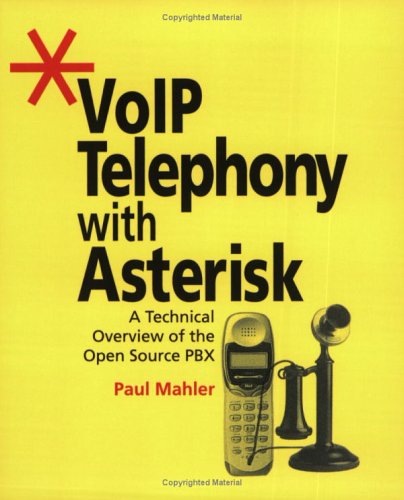 Copyrighted Material
VoIP
Telephony
with
Asterisk
A Technical
Overview of the
Open Source PBX
Paul Mahler
Copyrighted Material